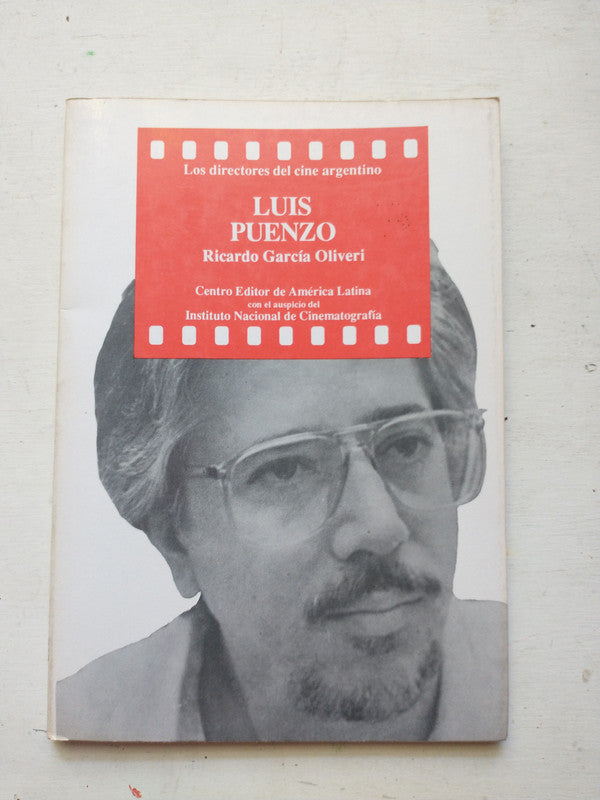 Los directores del cine argentino
LUIS
PUENZO
Ricardo García Oliveri
Centro Editor de América Latina
con el auspicio del
Instituto Nacional de Cinematografía